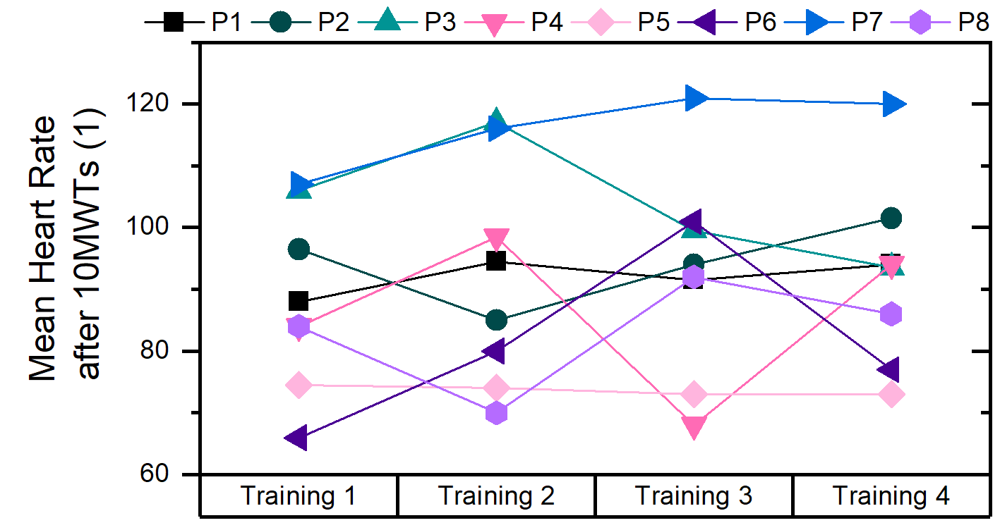 P1 P2 P3 P4 P5 P6 P7 P8
Mean Heart Rate
after 10MWTs (1)
120
100
80
60
Training 1 Training 2 Training 3 Training 4